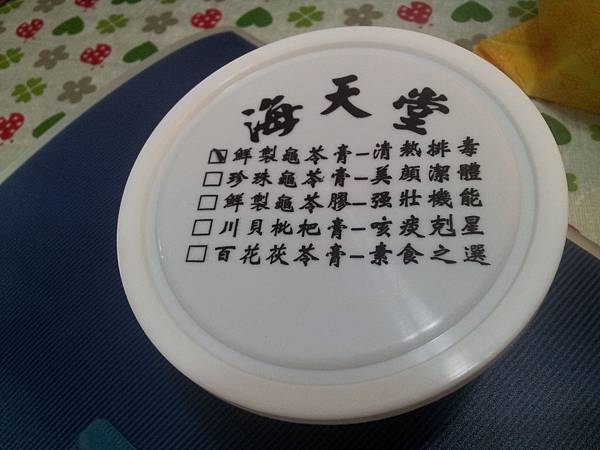 海天堂
☒鮮製龜苓膏–清熱排毒
☐珍珠龜苓膏–美顏潔體
☐鮮製龜苓膠–强壯機能
☐川貝枇杷膏–咳痰剋星
☐百花茯苓膏–素食之選